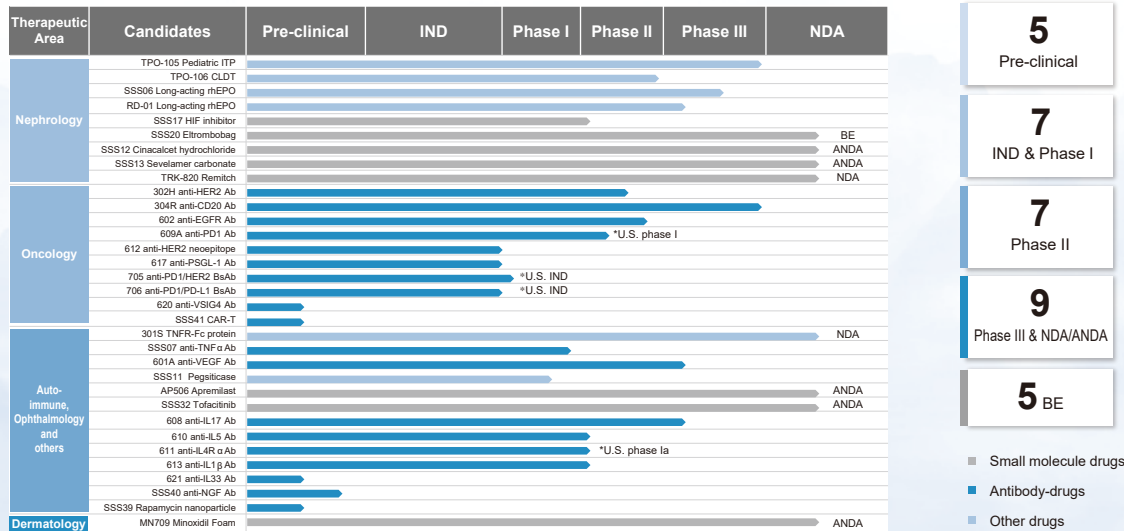 Therapeutic Area
Candidates
Pre-clinical
IND
Phase I
Phase II
Phase III
NDA
Nephrology
TPO-105 Pediatric ITP
TPO-106 CLDT
SSS06 Long-acting rhEPO
RD-01 Long-acting rhEPO
SSS17 HIF inhibitor
SSS20 Eltrombobag BE
SSS12 Cinacalcet hydrochloride ANDA
SSS13 Sevelamer carbonate ANDA
TRK-820 Remitch NDA
Oncology
302H anti-HER2 Ab
304R anti-CD20 Ab
602 anti-EGFR Ab
609A anti-PD1 Ab *U.S. phase I
612 anti-HER2 neoepitope
617 anti-PSGL-1 Ab
705 anti-PD1/HER2 BsAb *U.S. IND
706 anti-PD1/PD-L1 BsAb *U.S. IND
620 anti-VSIG4 Ab
SSS41 CAR-T
Auto-
immune,
Ophthalmology
and
others
301S TNFR-Fc protein NDA
SSS07 anti-TNFα Ab
601A anti-VEGF Ab
SSS11 Pegsiticase
AP506 Apremilast ANDA
SSS32 Tofacitinib ANDA
608 anti-IL17 Ab
610 anti-IL5 Ab
611 anti-IL4Rα Ab *U.S. phase Ia
613 anti-IL1β Ab
621 anti-IL33 Ab
SSS40 anti-NGF Ab
SSS39 Rapamycin nanoparticle
Dermatology
MN709 Minoxidil Foam ANDA
5
Pre-clinical
7
IND & Phase I
7
Phase II
9
Phase III & NDA/ANDA
5 BE
Small molecule drugs
Antibody-drugs
Other drugs